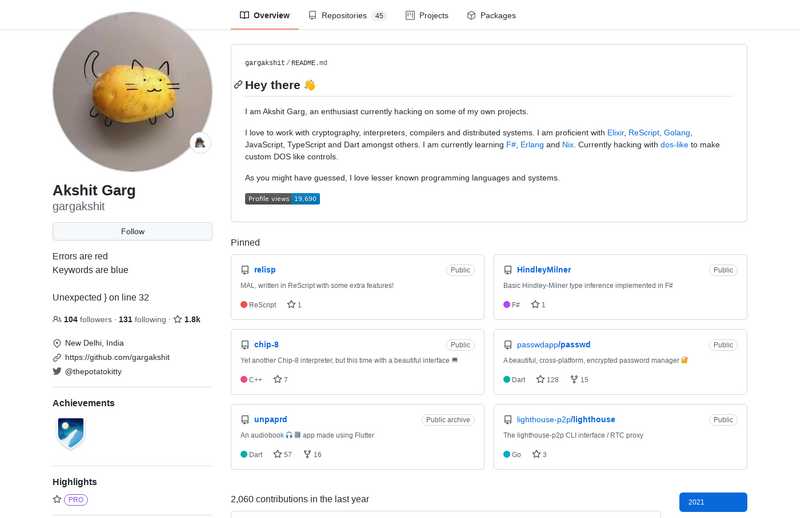 Overview
Repositories 45
Projects
Packages
gargakshit / README.md
Hey there 👋
I am Akshit Garg, an enthusiast currently hacking on some of my own projects.
I love to work with cryptography, interpreters, compilers and distributed systems. I am proficient with Elixir, ReScript, Golang,
JavaScript, TypeScript and Dart amongst others. I am currently learning F#, Erlang and Nix. Currently hacking with dos-like to make
custom DOS like controls.
As you might have guessed, I love lesser known programming languages and systems.
Profile views 19,690
Akshit Garg
gargakshit
Follow
Errors are red
Keywords are blue
Unexpected } on line 32
104 followers · 131 following · 1.8k
New Delhi, India
https://github.com/gargakshit
@thepotatokitty
Achievements
Highlights
PRO
Pinned
relisp Public
MAL, written in ReScript with some extra features!
ReScript 1
HindleyMilner Public
Basic Hindley-Milner type inference implemented in F#
F# 1
chip-8 Public
Yet another Chip-8 interpreter, but this time with a beautiful interface 💻
C++ 7
passwdapp/passwd Public
A beautiful, cross-platform, encrypted password manager 🔐
Dart 128 15
unpaprd Public archive
An audiobook 🎧📱 app made using Flutter
Dart 57 16
lighthouse-p2p/lighthouse Public
The lighthouse-p2p CLI interface / RTC proxy
Go 3
2,060 contributions in the last year
2021